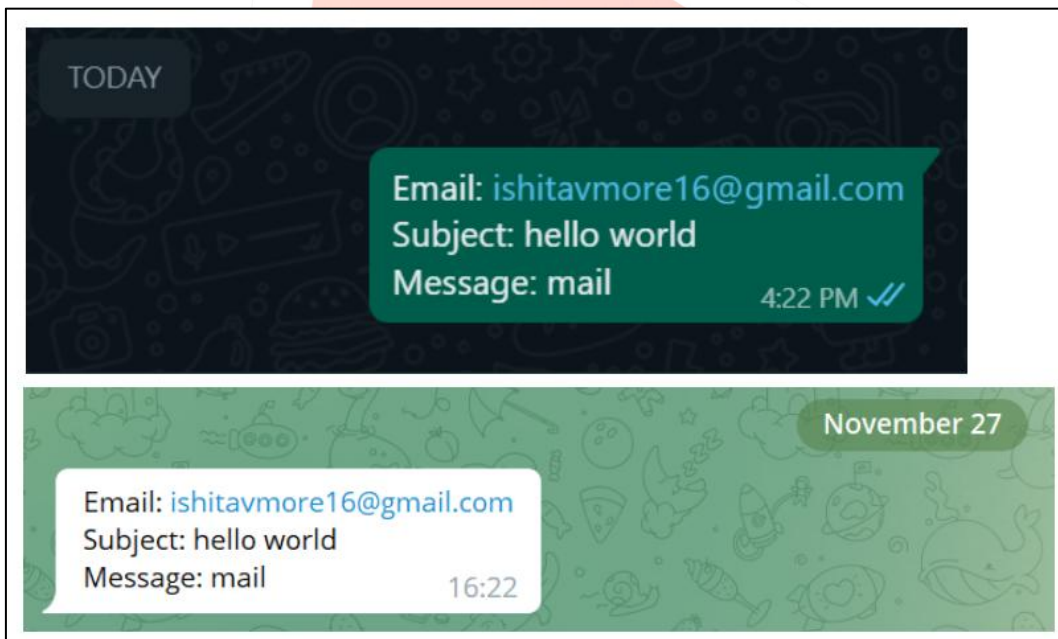 TODAY
Email: ishitavmore16@gmail.com
Subject: hello world
Message: mail
4:22 PM
November 27
Email: ishitavmore16@gmail.com
Subject: hello world
Message: mail
16:22